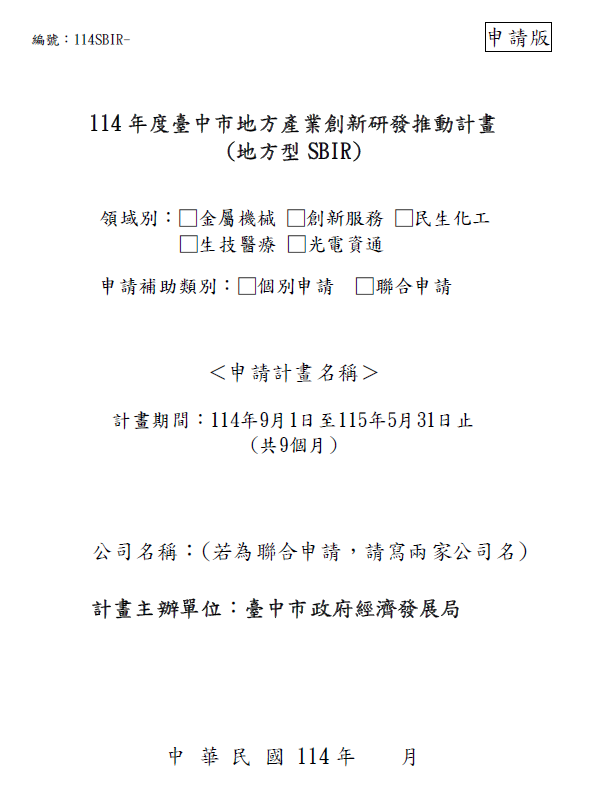 編號：114SBIR-
申請版
114 年度臺中市地方產業創新研發推動計畫
(地方型 SBIR)
領域別：□金屬機械 □創新服務 □民生化工
□生技醫療 □光電資通
申請補助類別：□個別申請 □聯合申請
＜申請計畫名稱＞
計畫期間：114年9月1日至115年5月31日止
(共9個月)
公司名稱：(若為聯合申請，請寫兩家公司名)
計畫主辦單位：臺中市政府經濟發展局
中 華 民 國 114 年 月